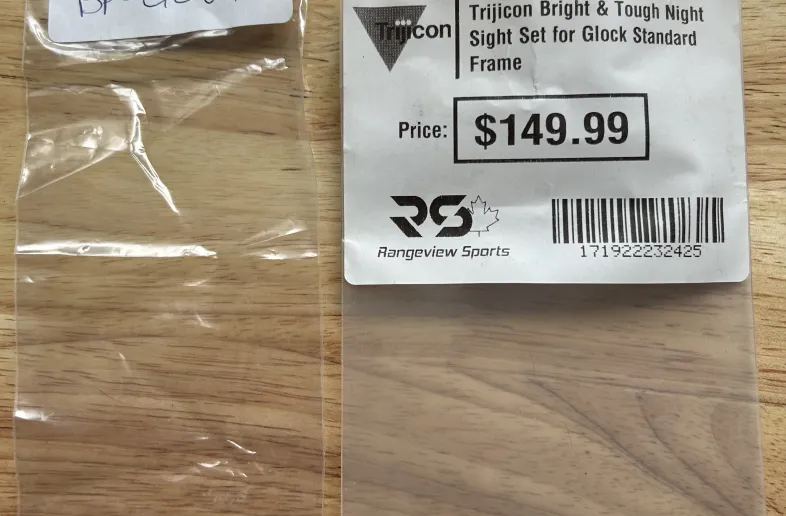 Trijicon
Trijicon Bright & Tough Night
Sight Set for Glock Standard
Frame
Price:
$149.99
RS
Rangeview Sports
171922232425